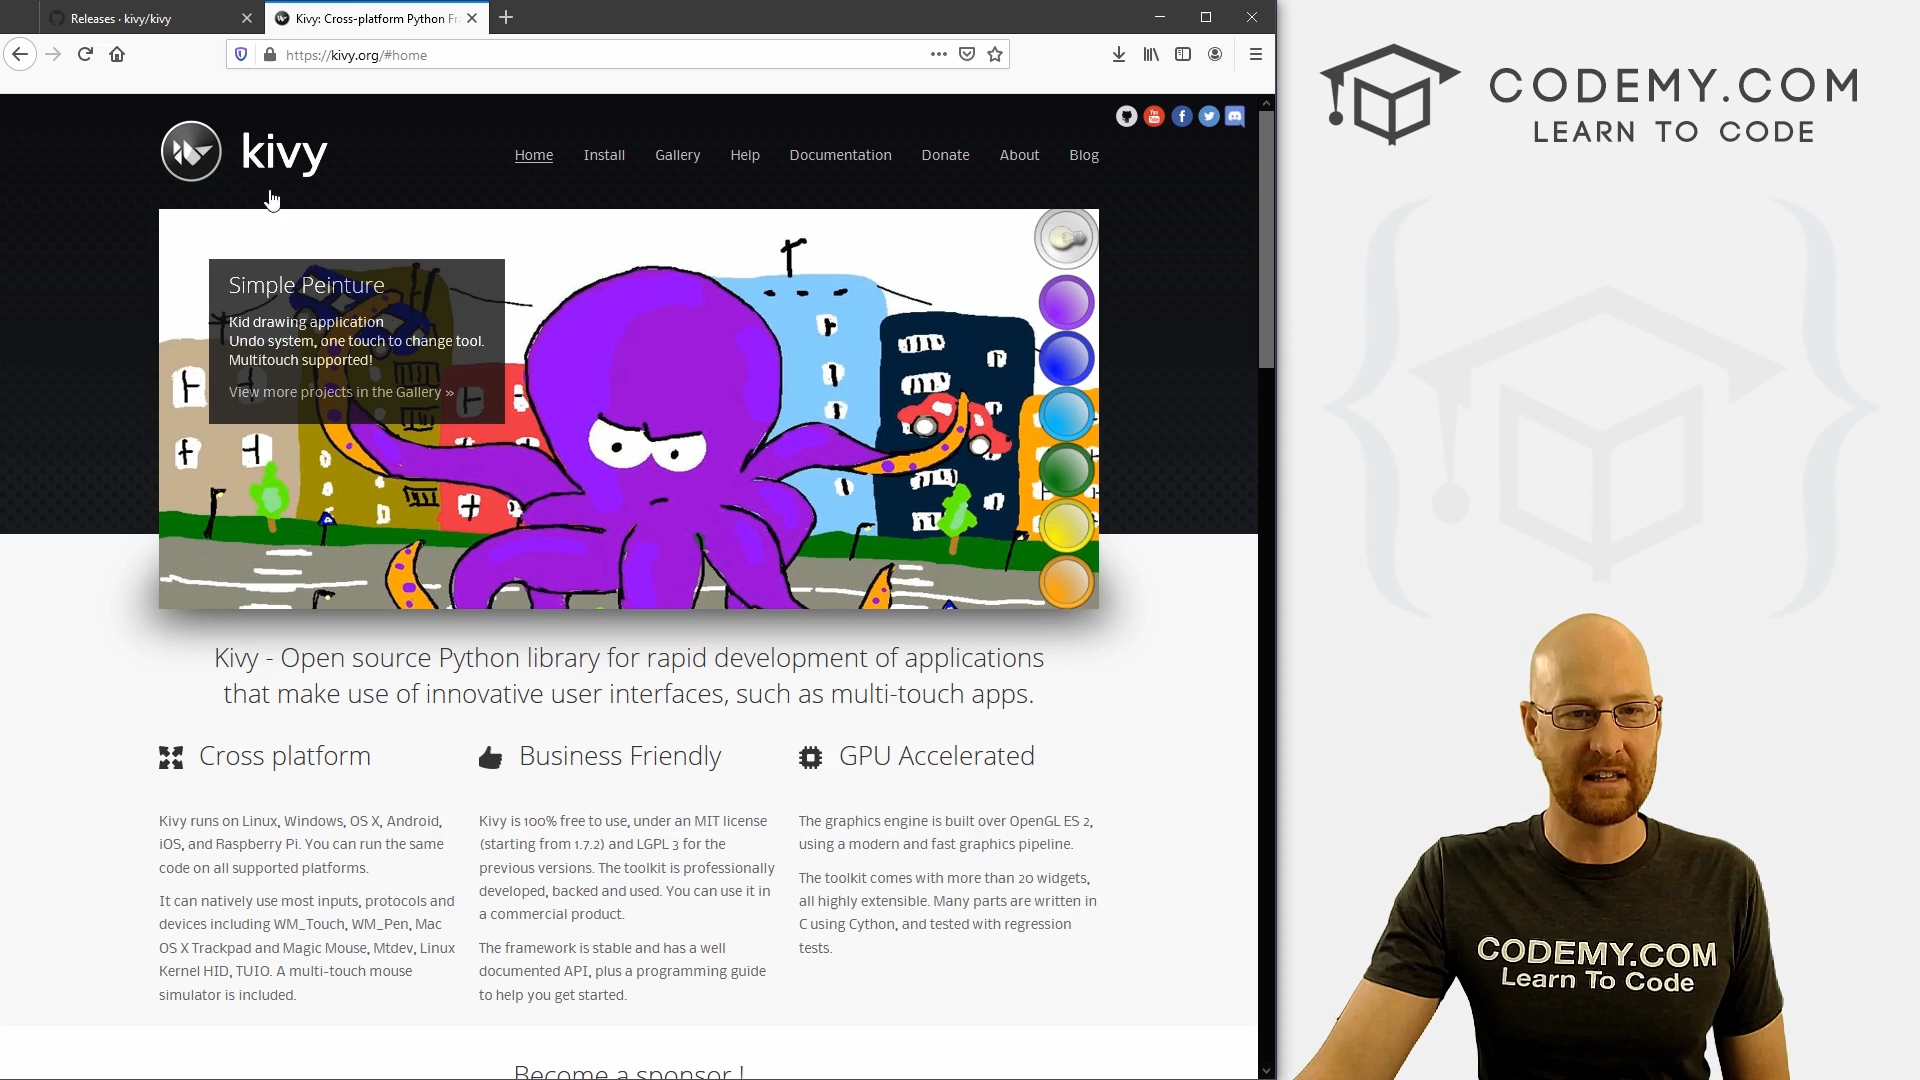 Releases · kivy/kivy
Kivy: Cross-platform Python Fr
https://kivy.org/#home
kivy
Home
Install
Gallery
Help
Documentation
Donate
About
Blog
Simple Peinture
Kid drawing application
Undo system, one touch to change tool.
Multitouch supported!
View more projects in the Gallery »
Kivy - Open source Python library for rapid development of applications
that make use of innovative user interfaces, such as multi-touch apps.
Cross platform
Kivy runs on Linux, Windows, OS X, Android,
iOS, and Raspberry Pi. You can run the same
code on all supported platforms.
It can natively use most inputs, protocols and
devices including WM_Touch, WM_Pen, Mac
OS X Trackpad and Magic Mouse, Mtdev, Linux
Kernel HID, TUIO. A multi-touch mouse
simulator is included.
Business Friendly
Kivy is 100% free to use, under an MIT license
(starting from 1.7.2) and LGPL 3 for the
previous versions. The toolkit is professionally
developed, backed and used. You can use it in
a commercial product.
The framework is stable and has a well
documented API, plus a programming guide
to help you get started.
GPU Accelerated
The graphics engine is built over OpenGL ES 2,
using a modern and fast graphics pipeline.
The toolkit comes with more than 20 widgets,
all highly extensible. Many parts are written in
C using Cython, and tested with regression
tests.
Become a sponsor !
CODEMY.COM
LEARN TO CODE
CODEMY.COM
Learn To Code